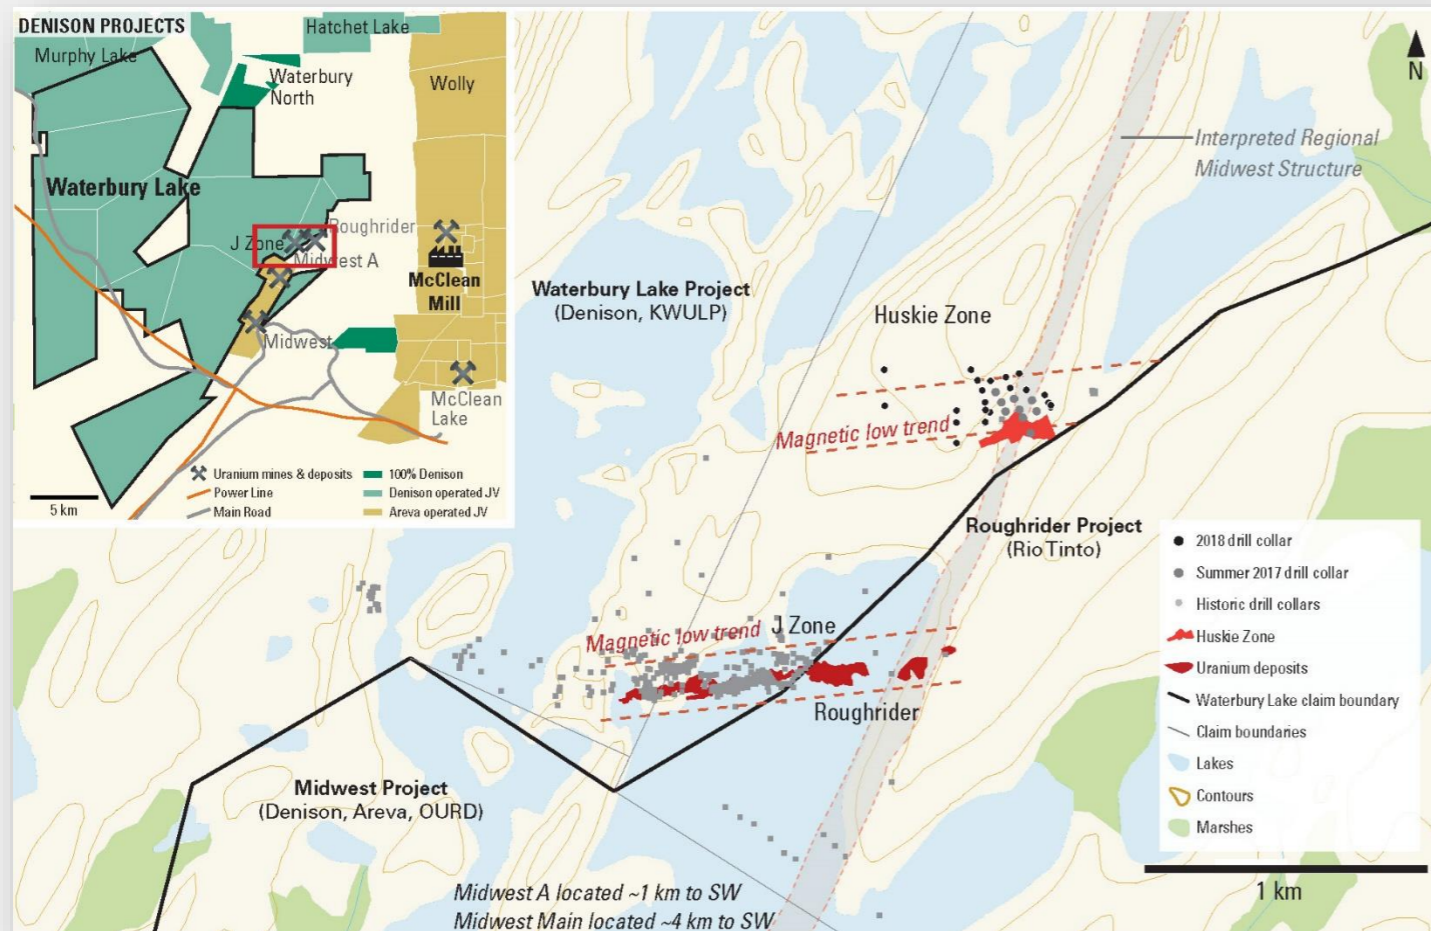 DENISON PROJECTS
Murphy Lake
Hatchet Lake
Waterbury
North
Wolly
Waterbury Lake
Roughrider
J Zone
Midwest A
McClean
Mill
Midwest
McClean
Lake
Uranium mines & deposits
Power Line
Main Road
100% Denison
Denison operated JV
Areva operated JV
5 km
N
Interpreted Regional
Midwest Structure
Waterbury Lake Project
(Denison, KWULP)
Huskie Zone
Magnetic low trend
Roughrider Project
(Rio Tinto)
J Zone
Magnetic low trend
Roughrider
Midwest Project
(Denison, Areva, OURD)
Midwest A located ~1 km to SW
Midwest Main located ~4 km to SW
2018 drill collar
Summer 2017 drill collar
Historic drill collars
Huskie Zone
Uranium deposits
Waterbury Lake claim boundary
Claim boundaries
Lakes
Contours
Marshes
1 km